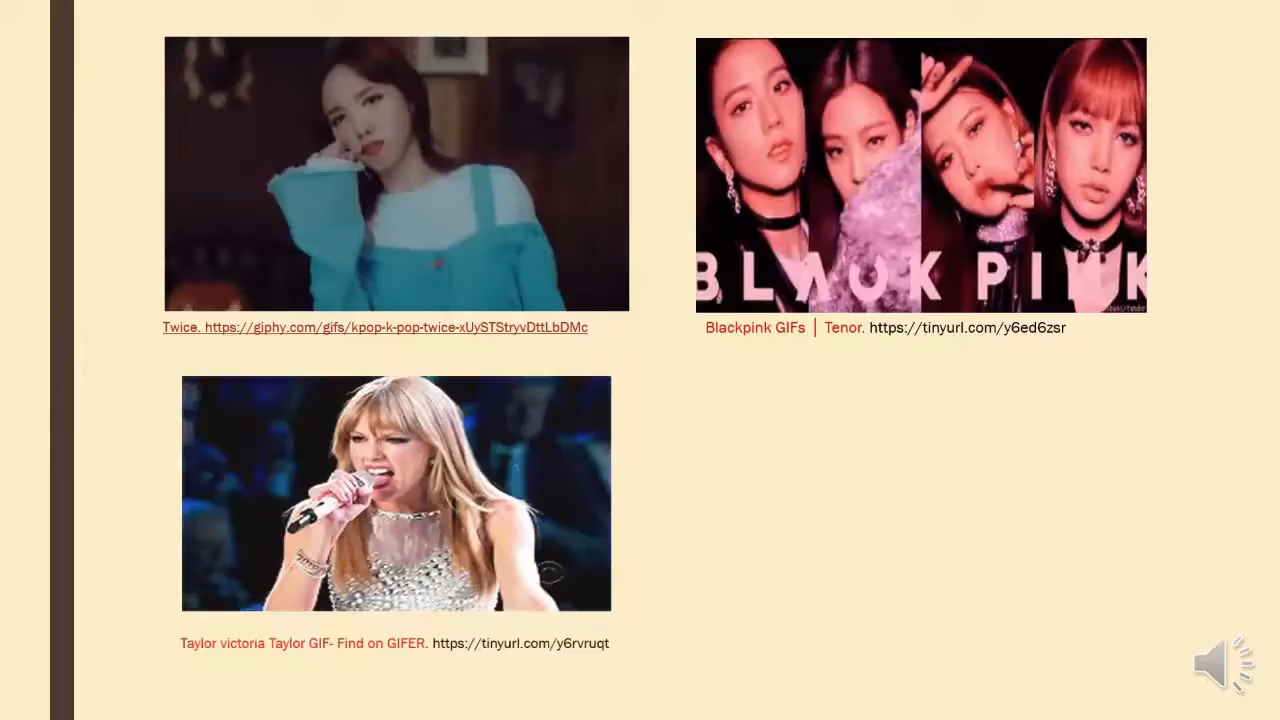 BLACKPINK
Twice. https://giphy.com/gifs/kpop-k-pop-twice-xUySTStryvDttLbDMc
Blackpink GIFs │ Tenor. https://tinyurl.com/y6ed6zsr
Taylor victoria Taylor GIF- Find on GIFER. https://tinyurl.com/y6rvruqt